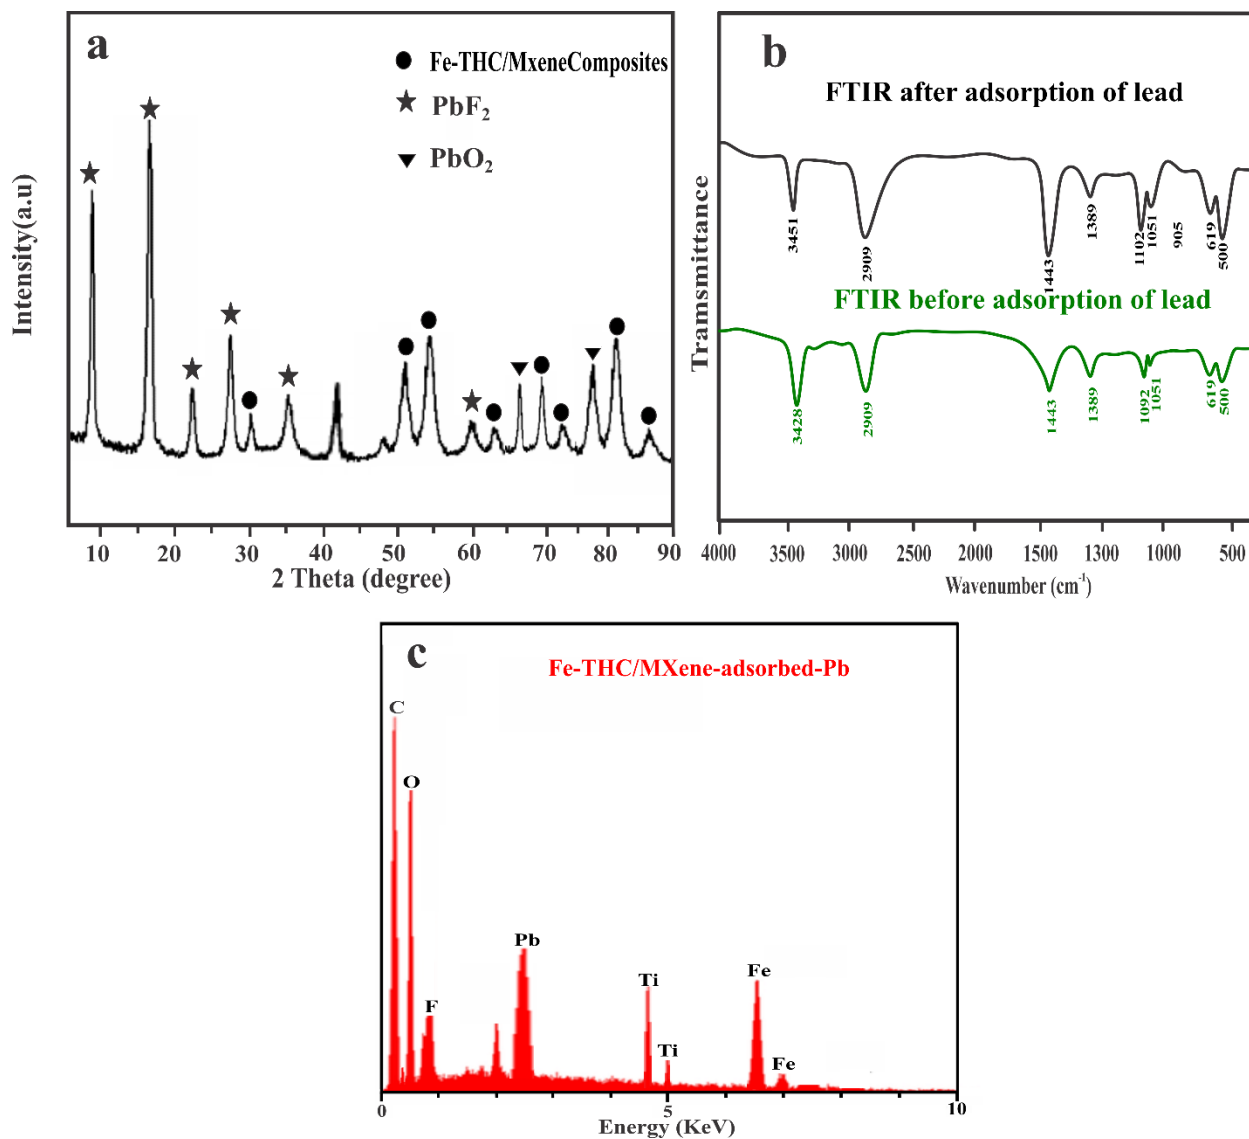 a
Fe-THC/MxeneComposites
PbF₂
PbO₂
Intensity(a.u)
10 20 30 40 50 60 70 80 90
2 Theta (degree)
b
FTIR after adsorption of lead
3451
2909
1443
1389
1102
1051
905
619
500
FTIR before adsorption of lead
3428
2909
1443
1389
1092
1051
619
500
Tramsmittance
4000 3500 3000 2500 2000 1500 1300 1000 500
Wavenumber (cm⁻¹)
c
Fe-THC/MXene-adsorbed-Pb
C
O
F
Pb
Ti
Ti
Fe
Fe
0 5 10
Energy (KeV)